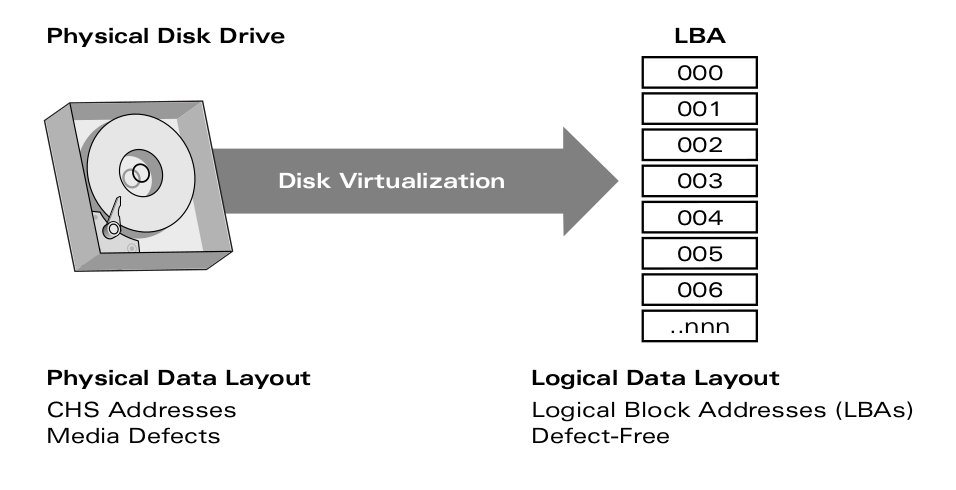 Physical Disk Drive
LBA
000
001
002
003
004
005
006
..nnn
Disk Virtualization
Physical Data Layout
CHS Addresses
Media Defects
Logical Data Layout
Logical Block Addresses (LBAs)
Defect-Free